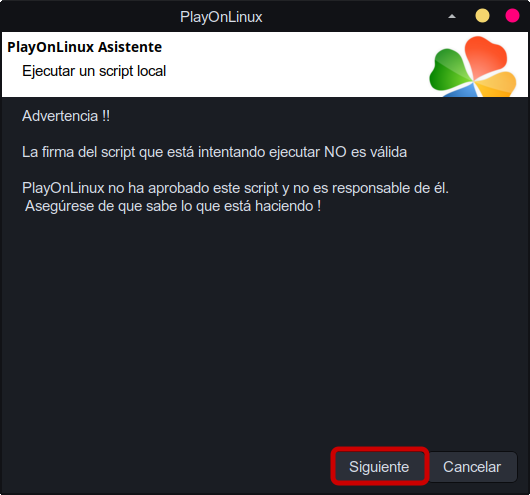 PlayOnLinux
PlayOnLinux Asistente
Ejecutar un script local
Advertencia !!
La firma del script que está intentando ejecutar NO es válida
PlayOnLinux no ha aprobado este script y no es responsable de él.
Asegúrese de que sabe lo que está haciendo !
Siguiente
Cancelar